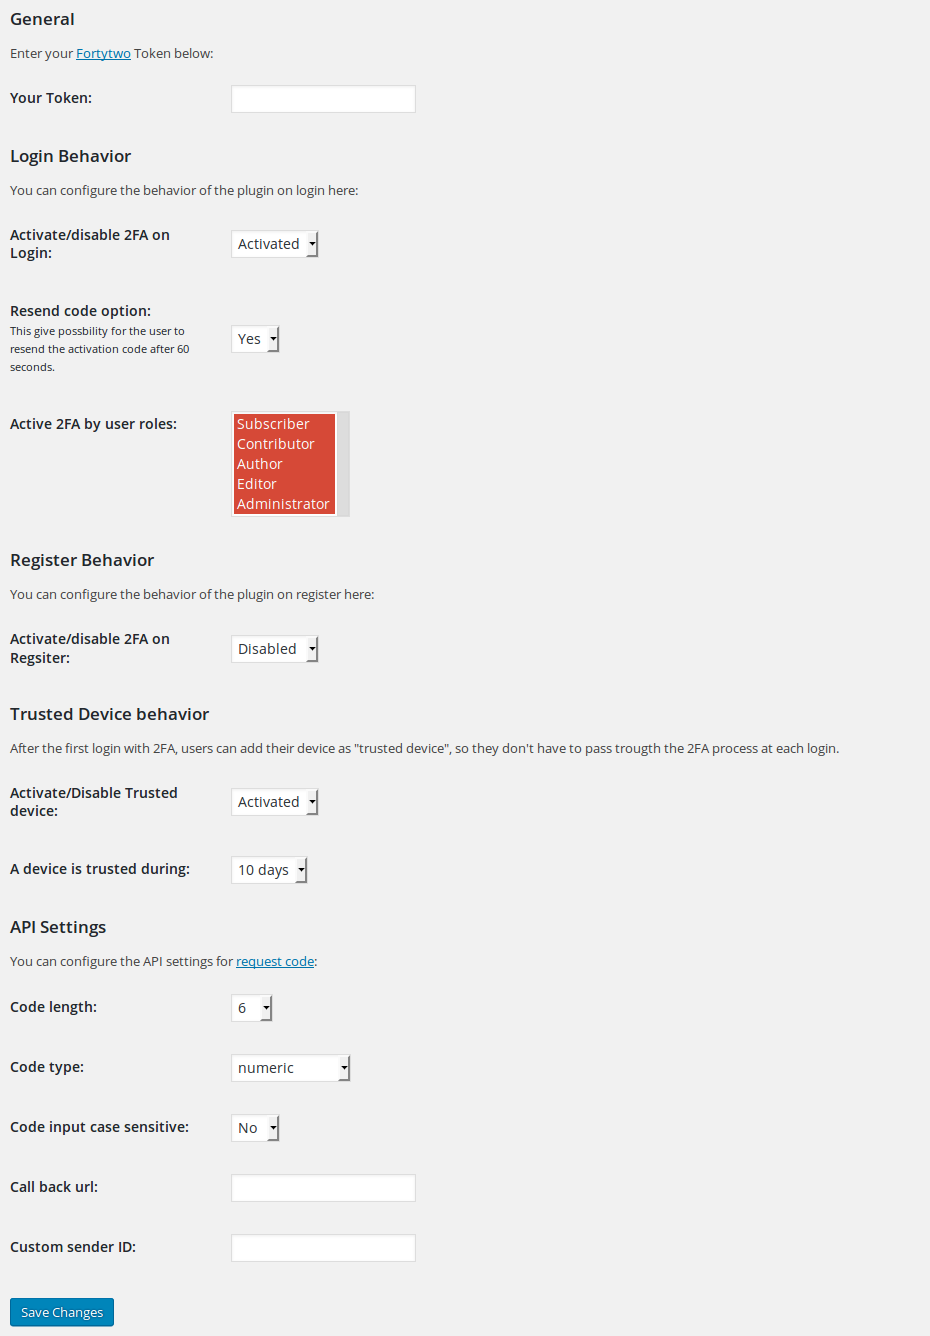 General
Enter your Fortytwo Token below:
Your Token:
Login Behavior
You can configure the behavior of the plugin on login here:
Activate/disable 2FA on
Login:
Activated
Resend code option:
This give possbility for the user to
resend the activation code after 60
seconds.
Yes
Active 2FA by user roles:
Subscriber
Contributor
Author
Editor
Administrator
Register Behavior
You can configure the behavior of the plugin on register here:
Activate/disable 2FA on
Regsiter:
Disabled
Trusted Device behavior
After the first login with 2FA, users can add their device as "trusted device", so they don't have to pass trougth the 2FA process at each login.
Activate/Disable Trusted
device:
Activated
A device is trusted during:
10 days
API Settings
You can configure the API settings for request code:
Code length:
6
Code type:
numeric
Code input case sensitive:
No
Call back url:
Custom sender ID:
Save Changes